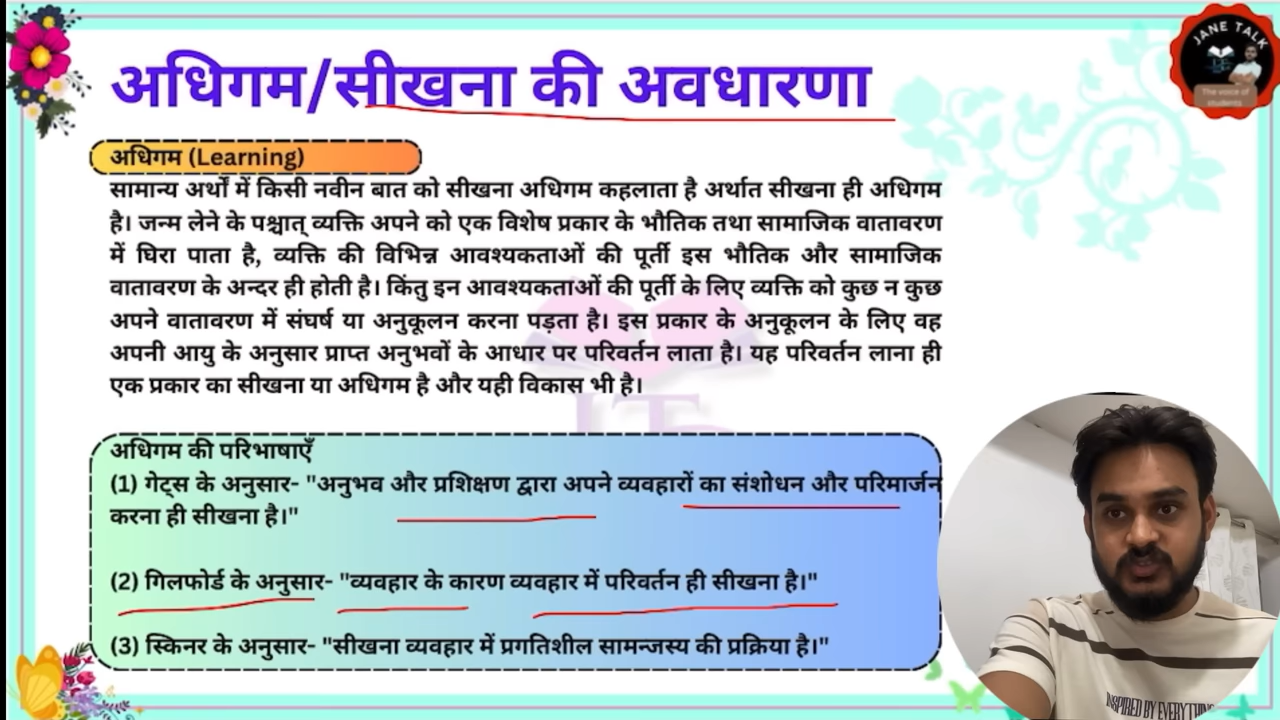 अधिगम/सीखना की अवधारणा
JANE TALK
The voice of
students
अधिगम (Learning)
सामान्य अर्थों में किसी नवीन बात को सीखना अधिगम कहलाता है अर्थात सीखना ही अधिगम
है। जन्म लेने के पश्चात् व्यक्ति अपने को एक विशेष प्रकार के भौतिक तथा सामाजिक वातावरण
में घिरा पाता है, व्यक्ति की विभिन्न आवश्यकताओं की पूर्ती इस भौतिक और सामाजिक
वातावरण के अन्दर ही होती है। किंतु इन आवश्यकताओं की पूर्ती के लिए व्यक्ति को कुछ न कुछ
अपने वातावरण में संघर्ष या अनुकूलन करना पड़ता है। इस प्रकार के अनुकूलन के लिए वह
अपनी आयु के अनुसार प्राप्त अनुभवों के आधार पर परिवर्तन लाता है। यह परिवर्तन लाना ही
एक प्रकार का सीखना या अधिगम है और यही विकास भी है।
अधिगम की परिभाषाएँ
(1) गेट्स के अनुसार- "अनुभव और प्रशिक्षण द्वारा अपने व्यवहारों का संशोधन और परिमार्जन
करना ही सीखना है।"
(2) गिलफोर्ड के अनुसार- "व्यवहार के कारण व्यवहार में परिवर्तन ही सीखना है।"
(3) स्किनर के अनुसार- "सीखना व्यवहार में प्रगतिशील सामन्जस्य की प्रक्रिया है।"
INSPIRED BY EVERYTHING